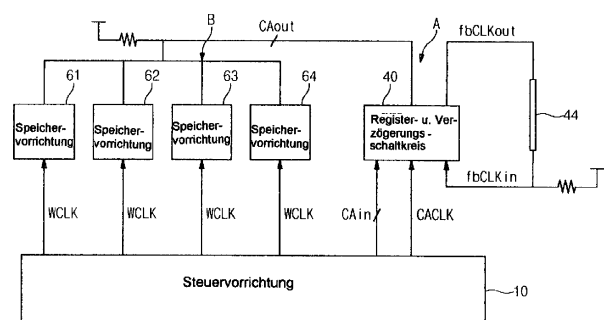 B
CAout
A
fbCLKout
61
62
63
64
40
44
Speicher-
vorrichtung
Speicher-
vorrichtung
Speicher-
vorrichtung
Speicher-
vorrichtung
Register- u. Ver-
zögerungs -
schaltkreis
fbCLKin
WCLK
WCLK
WCLK
WCLK
CAin
CACLK
Steuervorrichtung
10